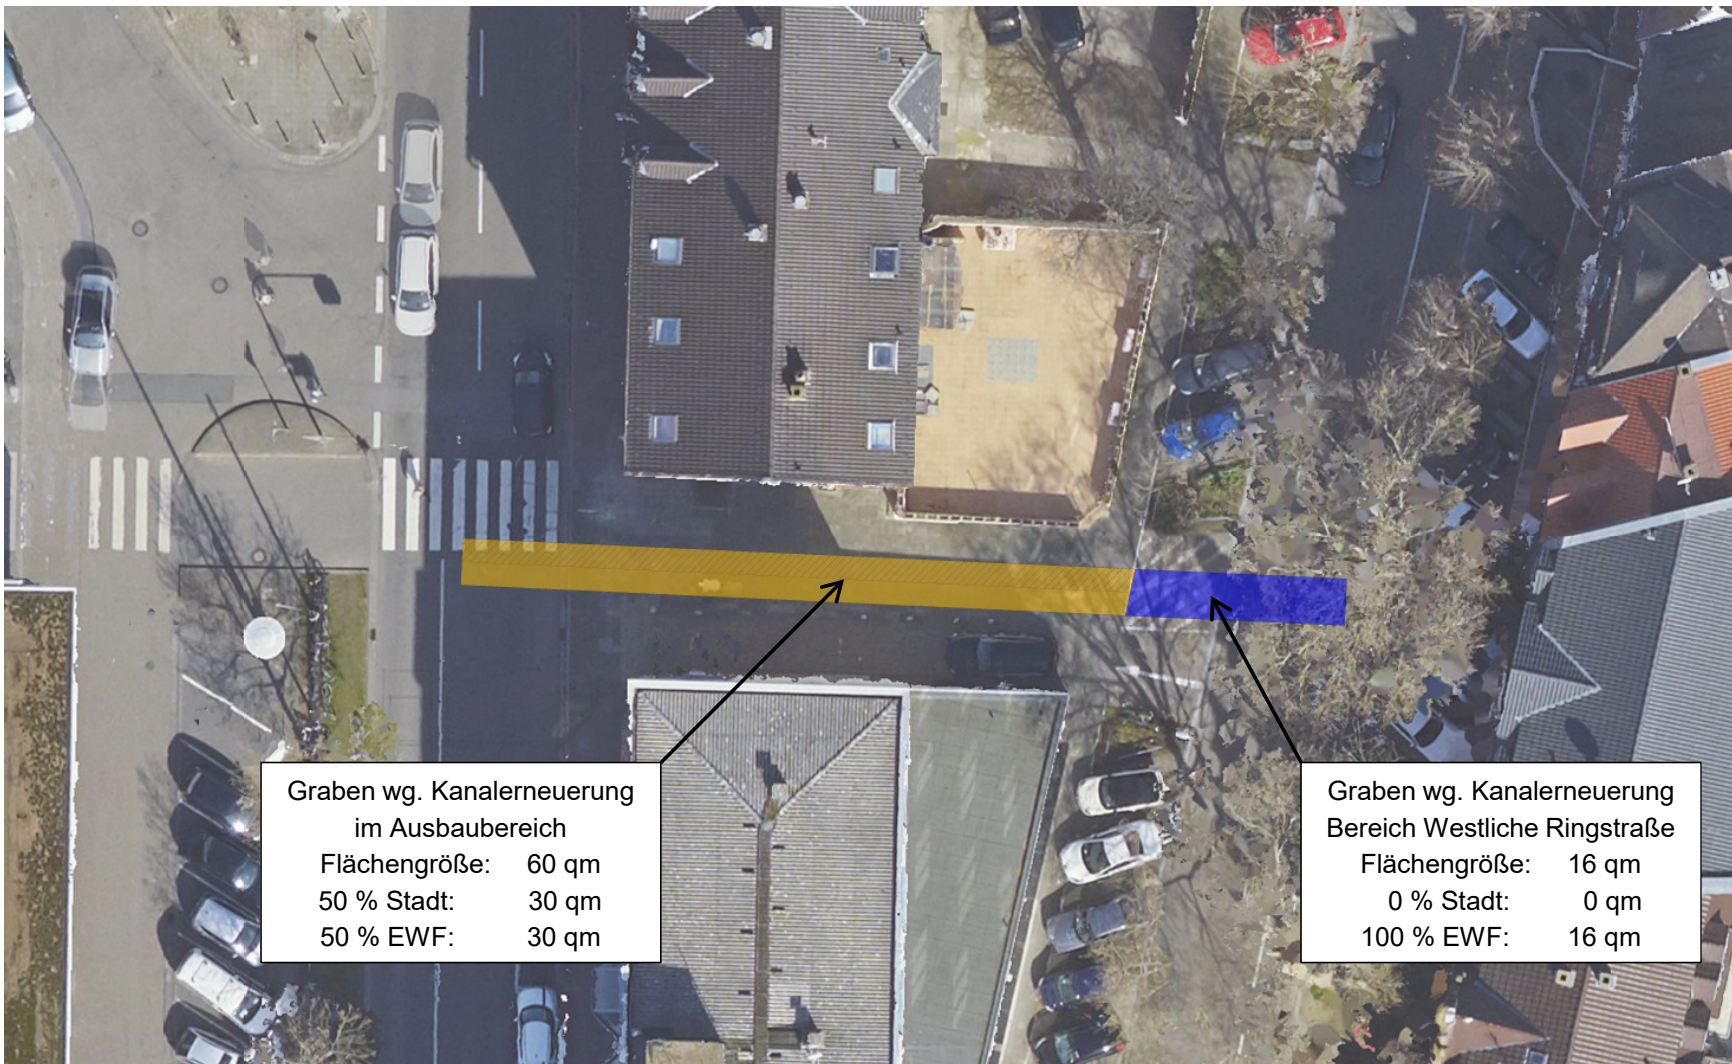 Graben wg. Kanalerneuerung
im Ausbaubereich
Flächengröße: 60 qm
50 % Stadt: 30 qm
50 % EWF: 30 qm
Graben wg. Kanalerneuerung
Bereich Westliche Ringstraße
Flächengröße: 16 qm
0 % Stadt: 0 qm
100 % EWF: 16 qm